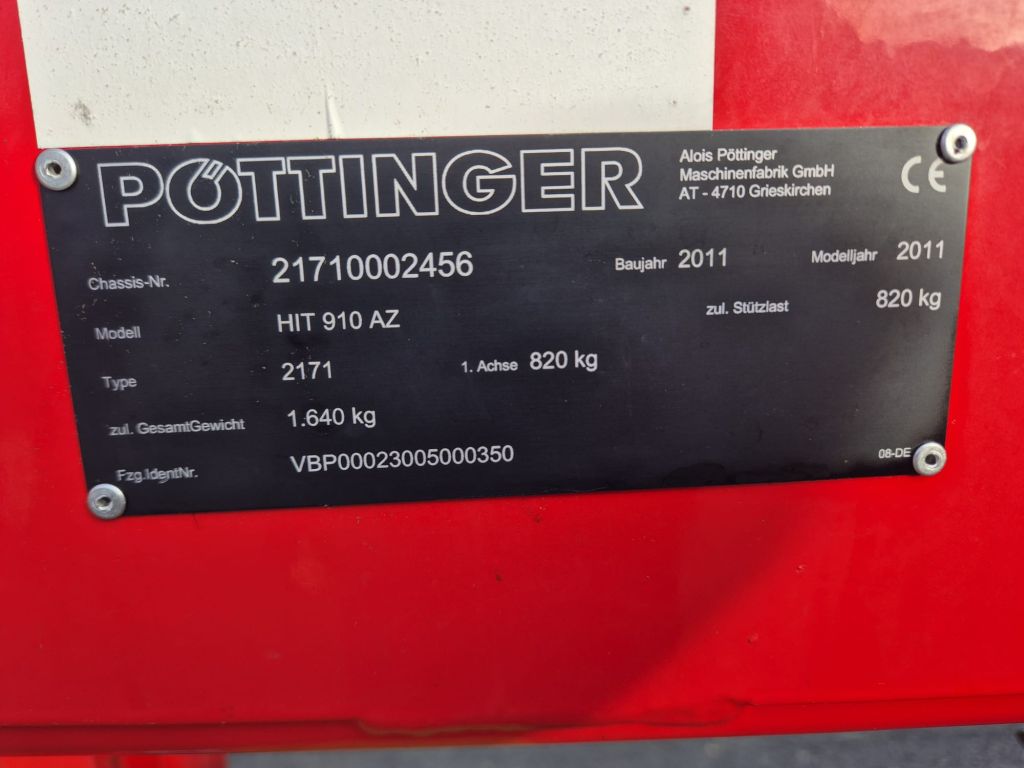 PÖTTINGER
Alois Pöttinger
Maschinenfabrik GmbH
AT - 4710 Grieskirchen
CE
Chassis-Nr. 21710002456 Baujahr 2011 Modelljahr 2011
Modell HIT 910 AZ zul. Stützlast 820 kg
Type 2171 1. Achse 820 kg
zul. GesamtGewicht 1.640 kg
Fzg.IdentNr. VBP00023005000350
08-DE